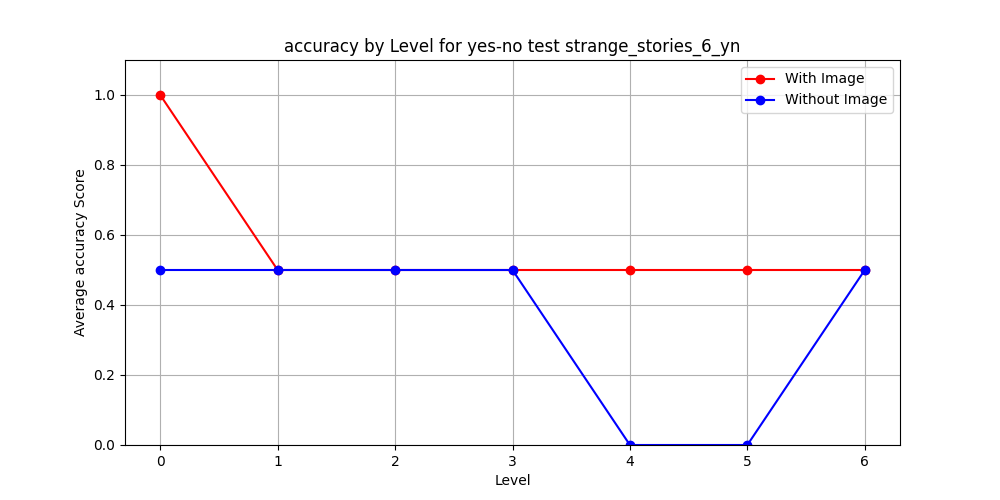 accuracy by Level for yes-no test strange_stories_6_yn
With Image
Without Image
Average accuracy Score
1.0
0.8
0.6
0.4
0.2
0.0
0 1 2 3 4 5 6
Level